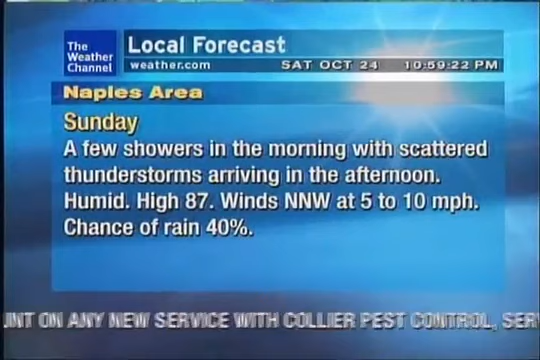 The
Weather
Channel
Local Forecast
weather.com SAT OCT 24 10:59:22 PM
Naples Area
Sunday
A few showers in the morning with scattered
thunderstorms arriving in the afternoon.
Humid. High 87. Winds NNW at 5 to 10 mph.
Chance of rain 40%.
ON ANY NEW SERVICE WITH COLLIER PEST CONTROL,